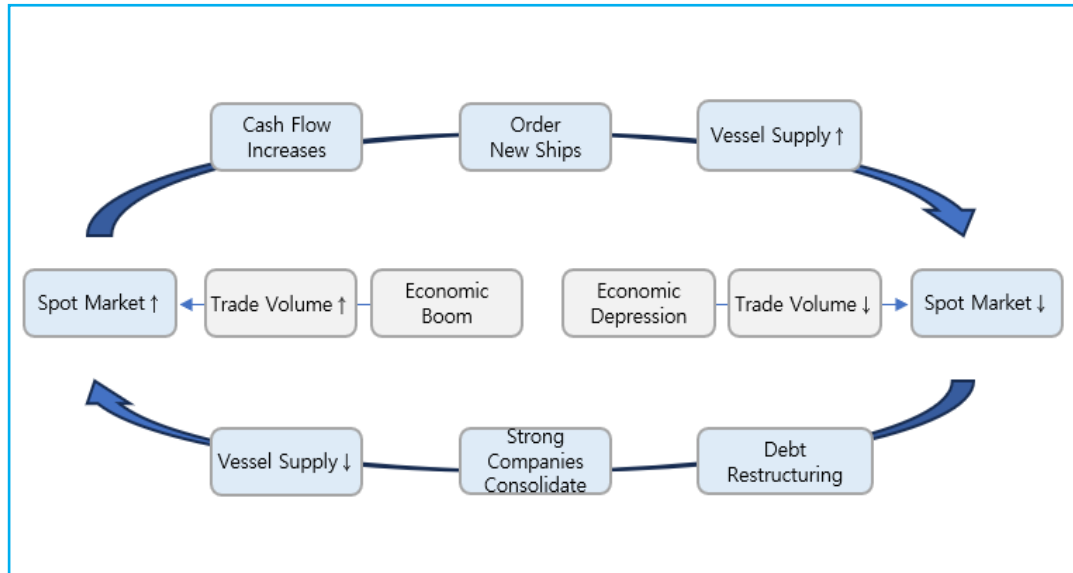 Cash Flow
Increases
Order
New Ships
Vessel Supply ↑
Spot Market ↑
Trade Volume ↑
Economic
Boom
Economic
Depression
Trade Volume ↓
Spot Market ↓
Vessel Supply ↓
Strong
Companies
Consolidate
Debt
Restructuring